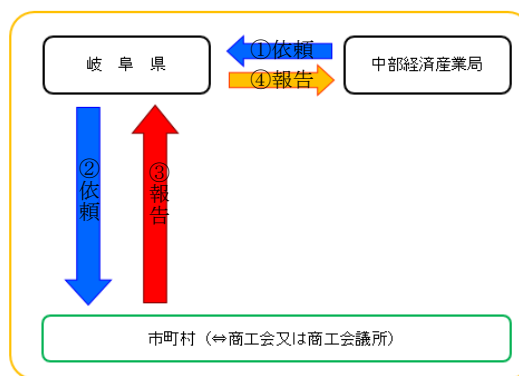 岐　阜　県
①依頼
④報告
中部経済産業局
②依頼
③報告
市町村（⇔商工会又は商工会議所）